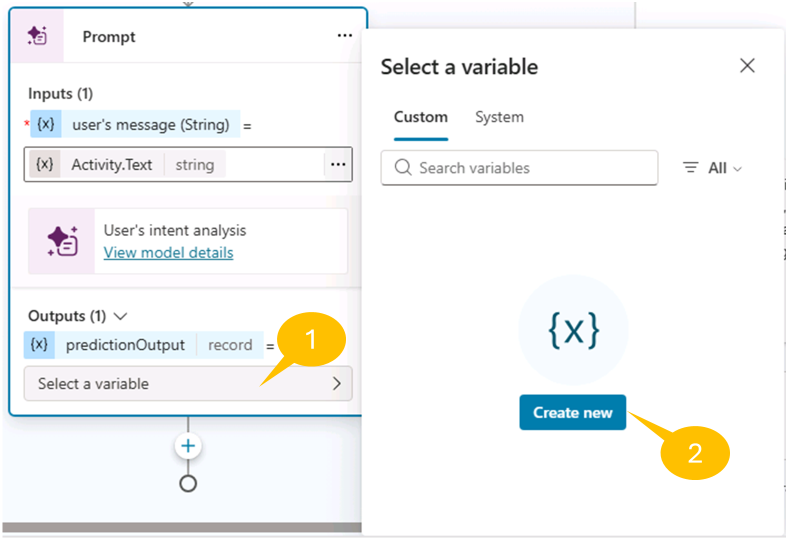 Prompt
...
Inputs (1)
* {x} user's message (String) =
{x} Activity.Text string ...
User's intent analysis
View model details
Outputs (1)
{x} predictionOutput record =
1
Select a variable
Select a variable
Custom System
Search variables
All
{x}
Create new
2